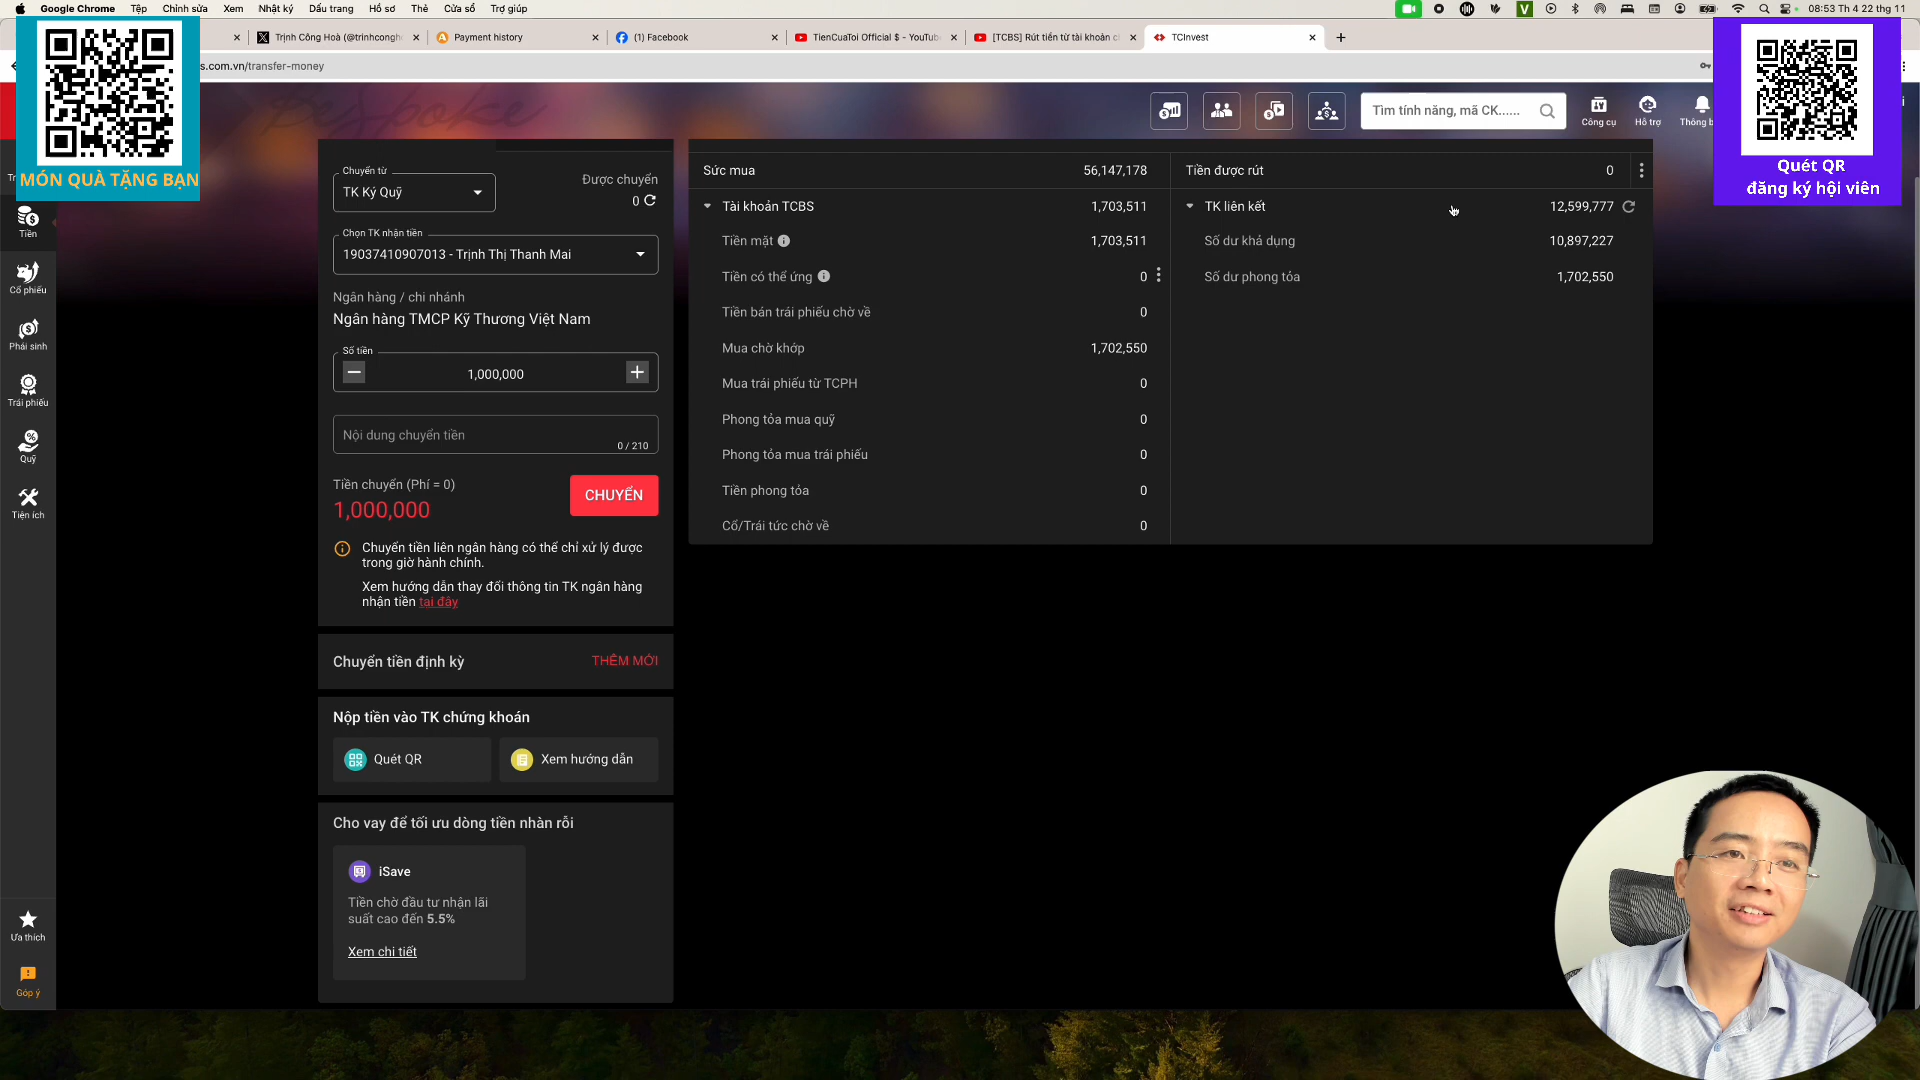 Google Chrome Tệp Chỉnh sửa Xem Nhật ký Dấu trang Hồ sơ Thẻ Cửa sổ Trợ giúp
08:53 Th 4 22 thg 11
Trịnh Công Hoà (@trinhcongh
Payment history
(1) Facebook
TienCuaToi Official $ - YouTub
[TCBS] Rút tiền từ tài khoản c
TCInvest
s.com.vn/transfer-money
MÓN QUÀ TẶNG BẠN
Tìm tính năng, mã CK......
Công cụ
Hỗ trợ
Thông b
Quét QR
đăng ký hội viên
Tiền
Cổ phiếu
Phái sinh
Trái phiếu
Quỹ
Tiện ích
Ưa thích
Góp ý
Chuyển từ
TK Ký Quỹ
Được chuyển
0
Chọn TK nhận tiền
19037410907013 - Trịnh Thị Thanh Mai
Ngân hàng / chi nhánh
Ngân hàng TMCP Kỹ Thương Việt Nam
Số tiền
1,000,000
Nội dung chuyển tiền
0 / 210
Tiền chuyển (Phí = 0)
1,000,000
CHUYỂN
Chuyển tiền liên ngân hàng có thể chỉ xử lý được
trong giờ hành chính.
Xem hướng dẫn thay đổi thông tin TK ngân hàng
nhận tiền tại đây
Chuyển tiền định kỳ
THÊM MỚI
Nộp tiền vào TK chứng khoán
Quét QR
Xem hướng dẫn
Cho vay để tối ưu dòng tiền nhàn rỗi
iSave
Tiền chờ đầu tư nhận lãi
suất cao đến 5.5%
Xem chi tiết
Sức mua 56,147,178
Tài khoản TCBS 1,703,511
Tiền mặt 1,703,511
Tiền có thể ứng 0
Tiền bán trái phiếu chờ về 0
Mua chờ khớp 1,702,550
Mua trái phiếu từ TCPH 0
Phong tỏa mua quỹ 0
Phong tỏa mua trái phiếu 0
Tiền phong tỏa 0
Cổ/Trái tức chờ về 0
Tiền được rút 0
TK liên kết 12,599,777
Số dư khả dụng 10,897,227
Số dư phong tỏa 1,702,550